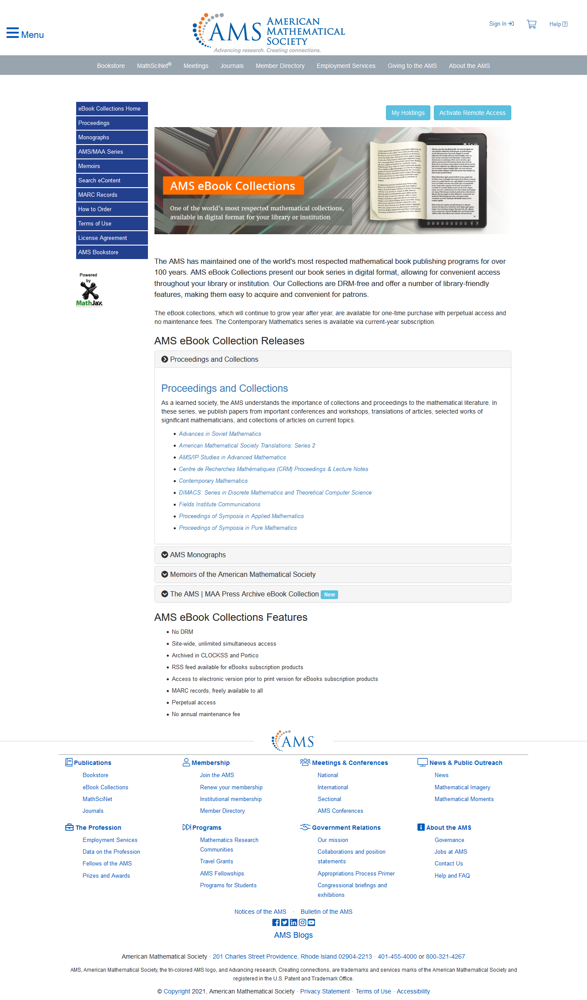 Menu
AMS AMERICAN MATHEMATICAL SOCIETY
Advancing research. Creating connections.
Sign In
Help
Bookstore MathSciNet® Meetings Journals Member Directory Employment Services Giving to the AMS About the AMS
eBook Collections Home
Proceedings
Monographs
AMS/MAA Series
Memoirs
Search eContent
MARC Records
How to Order
Terms of Use
License Agreement
AMS Bookstore
Powered
by
MathJax
My Holdings Activate Remote Access
AMS eBook Collections
One of the world's most respected mathematical collections,
available in digital format for your library or institution
The AMS has maintained one of the world's most respected mathematical book publishing programs for over
100 years. AMS eBook Collections present our book series in digital format, allowing for convenient access
throughout your library or institution. Our Collections are DRM-free and offer a number of library-friendly
features, making them easy to acquire and convenient for patrons.
The eBook collections, which will continue to grow year after year, are available for one-time purchase with perpetual access and
no maintenance fees. The Contemporary Mathematics series is available via current-year subscription.
AMS eBook Collection Releases
Proceedings and Collections
Proceedings and Collections
As a learned society, the AMS understands the importance of collections and proceedings to the mathematical literature. In
these series, we publish papers from important conferences and workshops, translations of articles, selected works of
significant mathematicians, and collections of articles on current topics.
Advances in Soviet Mathematics
American Mathematical Society Translations: Series 2
AMS/IP Studies in Advanced Mathematics
Centre de Recherches Mathématiques (CRM) Proceedings & Lecture Notes
Contemporary Mathematics
DIMACS: Series in Discrete Mathematics and Theoretical Computer Science
Fields Institute Communications
Proceedings of Symposia in Applied Mathematics
Proceedings of Symposia in Pure Mathematics
AMS Monographs
Memoirs of the American Mathematical Society
The AMS | MAA Press Archive eBook Collection New
AMS eBook Collections Features
No DRM
Site-wide, unlimited simultaneous access
Archived in CLOCKSS and Portico
RSS feed available for eBooks subscription products
Access to electronic version prior to print version for eBooks subscription products
MARC records, freely available to all
Perpetual access
No annual maintenance fee
AMS
Publications
Bookstore
eBook Collections
MathSciNet
Journals
Membership
Join the AMS
Renew your membership
Institutional membership
Member Directory
Meetings & Conferences
National
International
Sectional
AMS Conferences
News & Public Outreach
News
Mathematical Imagery
Mathematical Moments
The Profession
Employment Services
Data on the Profession
Fellows of the AMS
Prizes and Awards
Programs
Mathematics Research
Communities
Travel Grants
AMS Fellowships
Programs for Students
Government Relations
Our mission
Collaborations and position
statements
Appropriations Process Primer
Congressional briefings and
exhibitions
About the AMS
Governance
Jobs at AMS
Contact Us
Help and FAQ
Notices of the AMS · Bulletin of the AMS
AMS Blogs
American Mathematical Society · 201 Charles Street Providence, Rhode Island 02904-2213 · 401-455-4000 or 800-321-4267
AMS, American Mathematical Society, the tri-colored AMS logo, and Advancing research, Creating connections, are trademarks and services marks of the American Mathematical Society and
registered in the U.S. Patent and Trademark Office.
© Copyright 2021, American Mathematical Society · Privacy Statement · Terms of Use · Accessibility